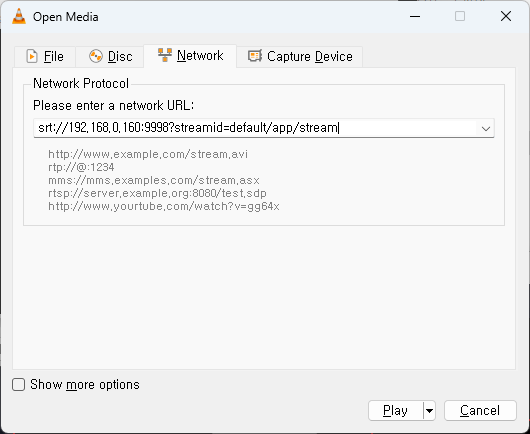 Open Media
File Disc Network Capture Device
Network Protocol
Please enter a network URL:
srt://192.168.0.160:9998?streamid=default/app/stream
http://www.example.com/stream.avi
rtp://@:1234
mms://mms.examples.com/stream.asx
rtsp://server.example.org:8080/test.sdp
http://www.yourtube.com/watch?v=gg64x
Show more options
Play Cancel